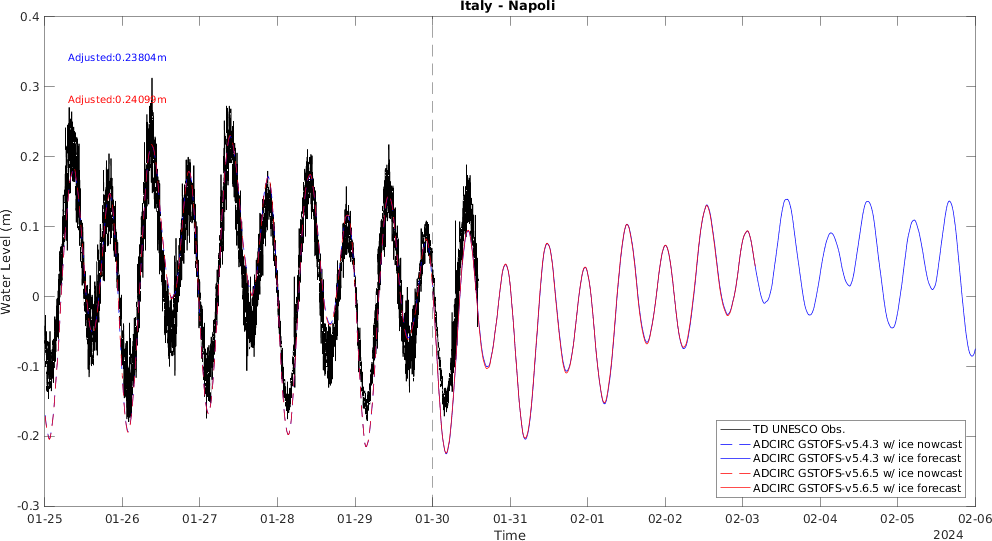 Italy - Napoli
Adjusted:0.23804m
Adjusted:0.24099m
Water Level (m)
0.4
0.3
0.2
0.1
0
-0.1
-0.2
-0.3
TD UNESCO Obs.
ADCIRC GSTOFS-v5.4.3 w/ ice nowcast
ADCIRC GSTOFS-v5.4.3 w/ ice forecast
ADCIRC GSTOFS-v5.6.5 w/ ice nowcast
ADCIRC GSTOFS-v5.6.5 w/ ice forecast
01-25 01-26 01-27 01-28 01-29 01-30 01-31 02-01 02-02 02-03 02-04 02-05 02-06
Time
2024